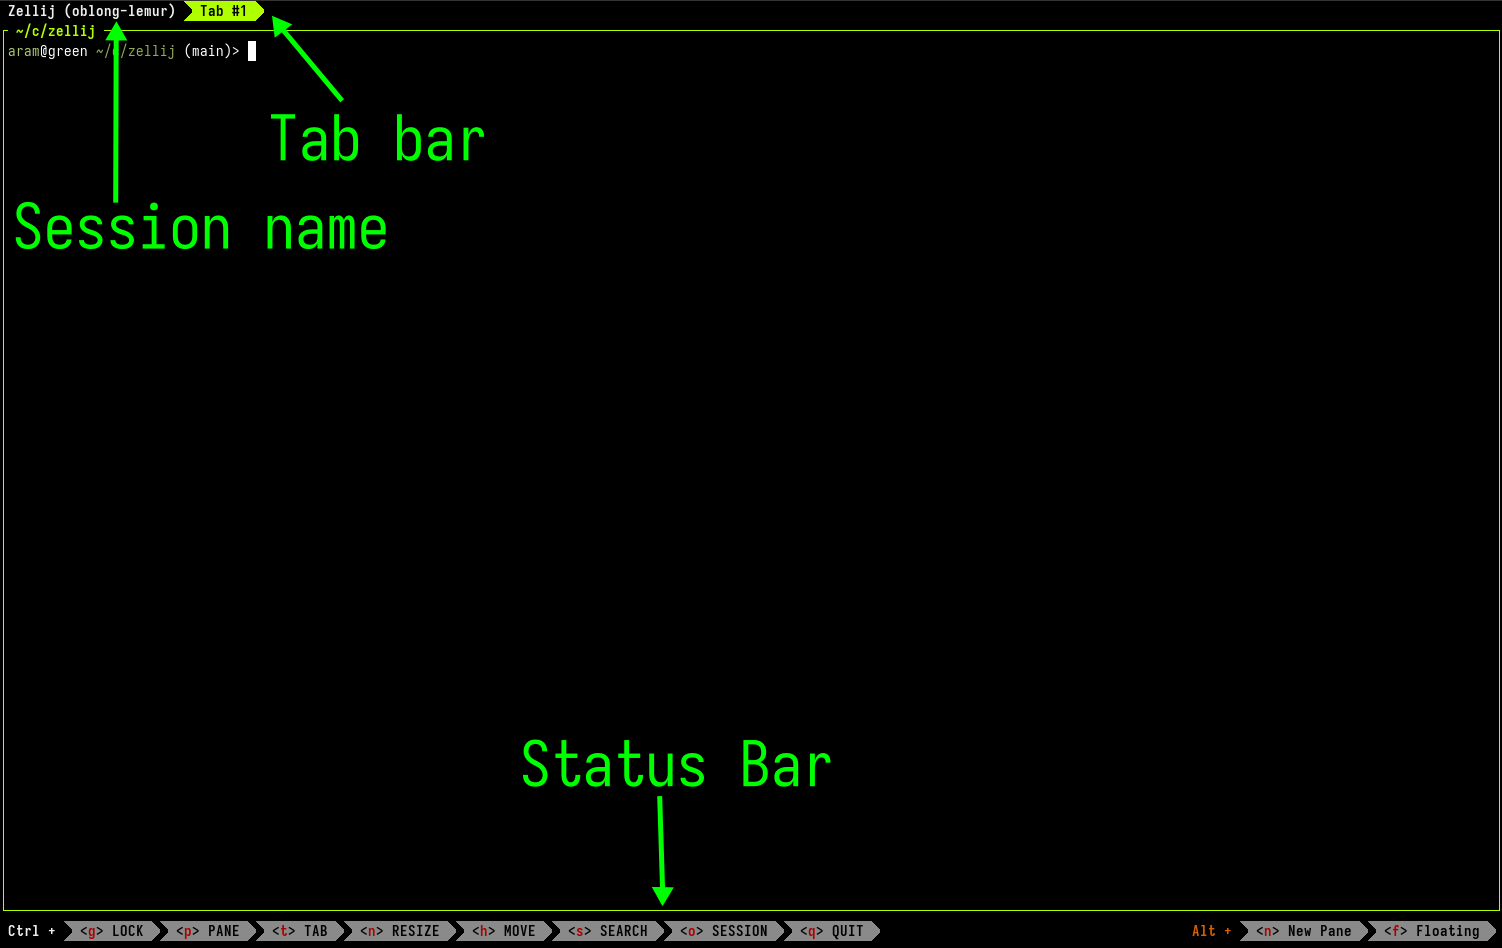 Zellij (oblong-lemur) Tab #1
~/c/zellij
aram@green ~/c/zellij (main)>
Tab bar
Session name
Status Bar
Ctrl + <g> LOCK <p> PANE <t> TAB <n> RESIZE <h> MOVE <s> SEARCH <o> SESSION <q> QUIT Alt + <n> New Pane <f> Floating